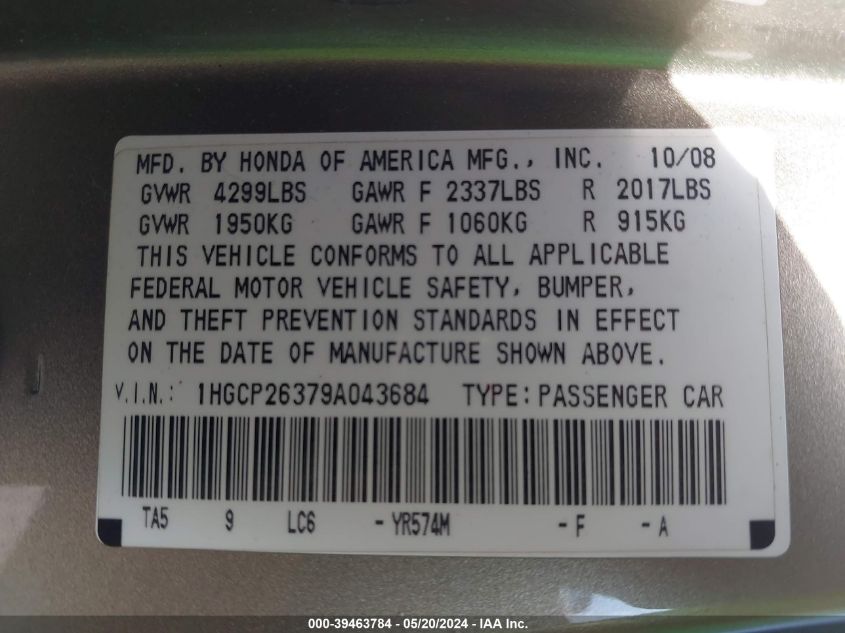 MFD. BY HONDA OF AMERICA MFG., INC. 10/08
GVWR 4299LBS GAWR F 2337LBS R 2017LBS
GVWR 1950KG GAWR F 1060KG R 915KG
THIS VEHICLE CONFORMS TO ALL APPLICABLE
FEDERAL MOTOR VEHICLE SAFETY, BUMPER,
AND THEFT PREVENTION STANDARDS IN EFFECT
ON THE DATE OF MANUFACTURE SHOWN ABOVE.
V.I.N.: 1HGCP26379A043684 TYPE: PASSENGER CAR
TA5 9 LC6 - YR574M - F - A
000-39463784 - 05/20/2024 - IAA Inc.